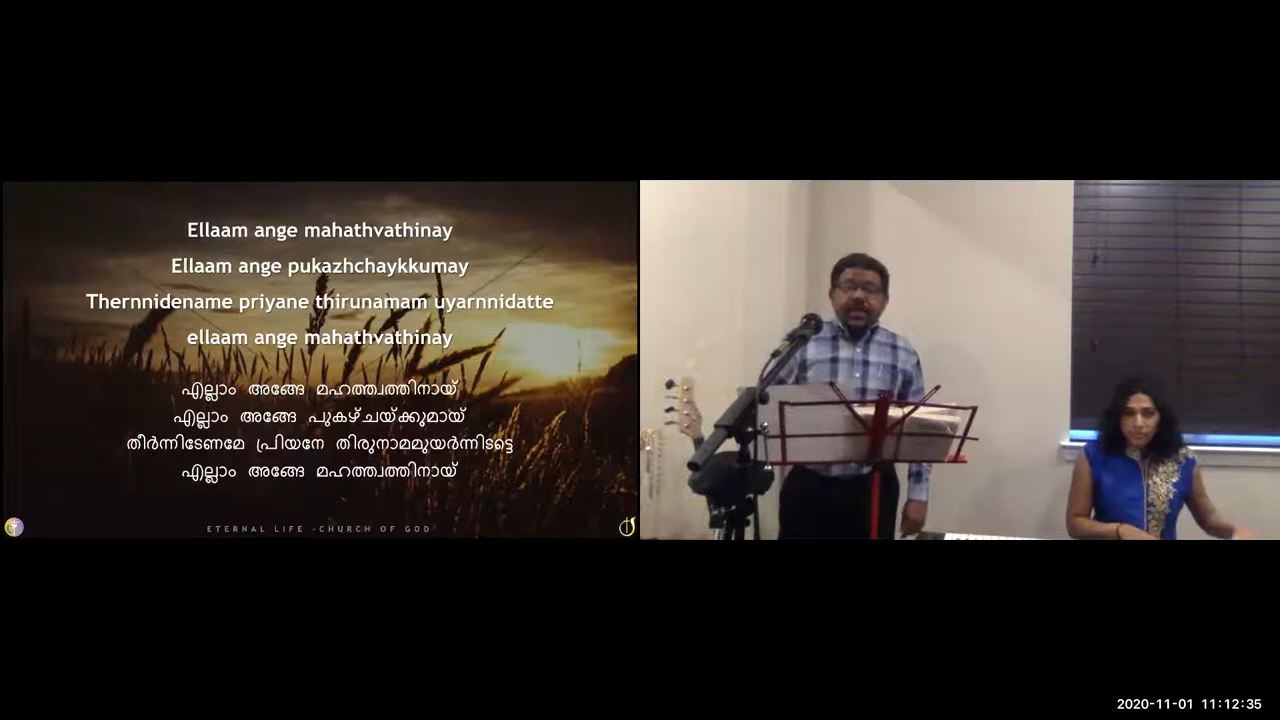 Ellaam ange mahathvathinay
Ellaam ange pukazhchaykkumay
Thernnidename priyane thirunamam uyarnnidatte
ellaam ange mahathvathinay
എല്ലാം അങ്ങേ മഹത്ത്വത്തിനായ്
എല്ലാം അങ്ങേ പുകഴ്ചയ്ക്കുമായ്
തീർന്നിടേണമേ പ്രിയനേ തിരുനാമമുയർന്നിടട്ടെ
എല്ലാം അങ്ങേ മഹത്ത്വത്തിനായ്
ETERNAL LIFE -CHURCH OF GOD
2020-11-01 11:12:35